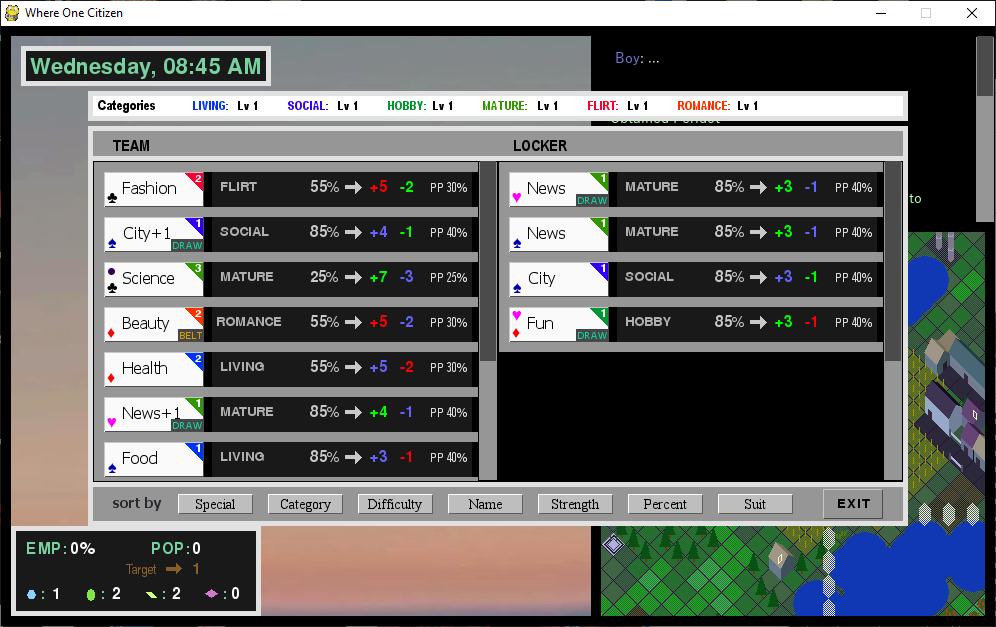 Where One Citizen
Wednesday, 08:45 AM
Boy: ...
Categories LIVING: Lv 1 SOCIAL: Lv 1 HOBBY: Lv 1 MATURE: Lv 1 FLIRT: Lv 1 ROMANCE: Lv 1
TEAM
Fashion 2 FLIRT 55% +5 -2 PP 30%
City+1 1 DRAW SOCIAL 85% +4 -1 PP 40%
Science 3 MATURE 25% +7 -3 PP 25%
Beauty 2 BELT ROMANCE 55% +5 -2 PP 30%
Health 2 LIVING 55% +5 -2 PP 30%
News+1 1 DRAW MATURE 85% +4 -1 PP 40%
Food 1 LIVING 85% +3 -1 PP 40%
LOCKER
News 1 DRAW MATURE 85% +3 -1 PP 40%
News 1 MATURE 85% +3 -1 PP 40%
City 1 SOCIAL 85% +3 -1 PP 40%
Fun 1 DRAW HOBBY 85% +3 -1 PP 40%
to
sort by Special Category Difficulty Name Strength Percent Suit EXIT
EMP:0% POP:0
Target 1
: 1 : 2 : 2 : 0